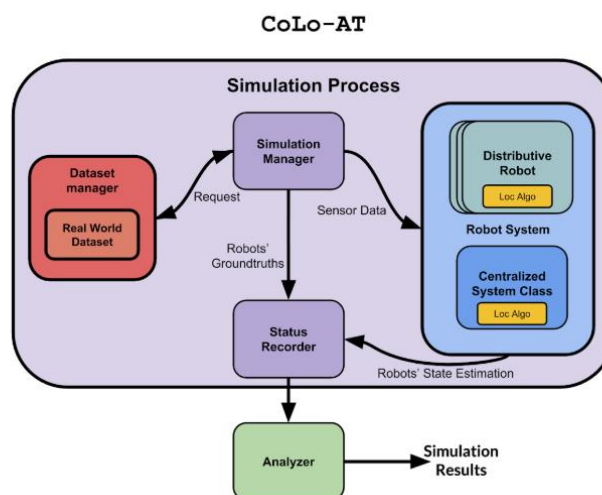 CoLo-AT
Simulation Process
Simulation
Manager
Dataset
manager
Real World
Dataset
Request
Sensor Data
Distributive
Robot
Loc Algo
Robot System
Centralized
System Class
Loc Algo
Robots'
Groundtruths
Status
Recorder
Robots' State Estimation
Analyzer
Simulation
Results